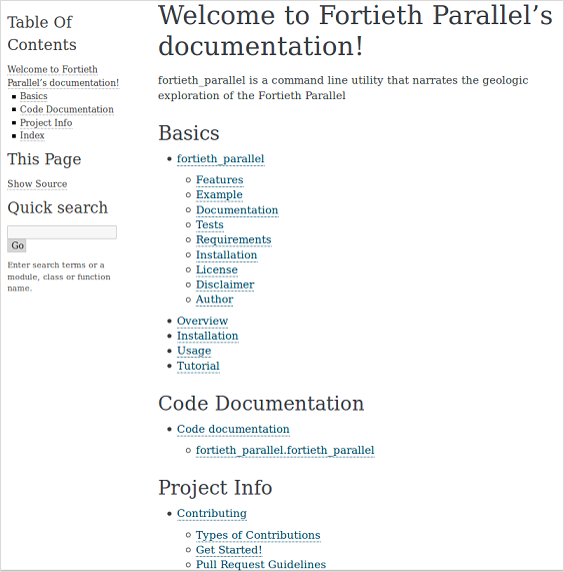 Table Of
Contents
Welcome to Fortieth
Parallel’s documentation!
Basics
Code Documentation
Project Info
Index
This Page
Show Source
Quick search
Go
Enter search terms or a
module, class or function
name.
Welcome to Fortieth Parallel’s
documentation!
fortieth_parallel is a command line utility that narrates the geologic
exploration of the Fortieth Parallel
Basics
fortieth_parallel
Features
Example
Documentation
Tests
Requirements
Installation
License
Disclaimer
Author
Overview
Installation
Usage
Tutorial
Code Documentation
Code documentation
fortieth_parallel.fortieth_parallel
Project Info
Contributing
Types of Contributions
Get Started!
Pull Request Guidelines